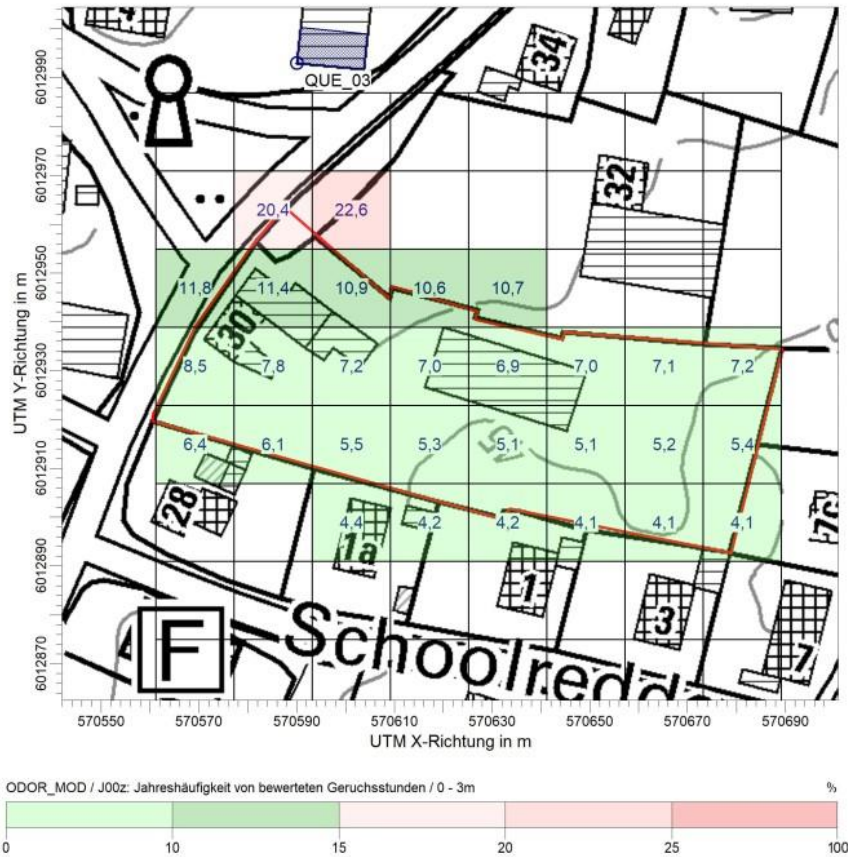 34
QUE_03
32
20,4 22,6
11,8 11,4 10,9 10,6 10,7
30
8,5 7,8 7,2 7,0 6,9 7,0 7,1 7,2
6,4 6,1 5,5 5,3 5,1 5,1 5,2 5,4
15
28
4,4 4,2 4,2 4,1 4,1 4,1
1a
1
3
7
7c
F
Schoolredd
6012990
6012970
6012950
6012930
6012910
6012890
6012870
UTM Y-Richtung in m
570550 570570 570590 570610 570630 570650 570670 570690
UTM X-Richtung in m
ODOR_MOD / J00z: Jahreshäufigkeit von bewerteten Geruchsstunden / 0 - 3m %
0 10 15 20 25 100